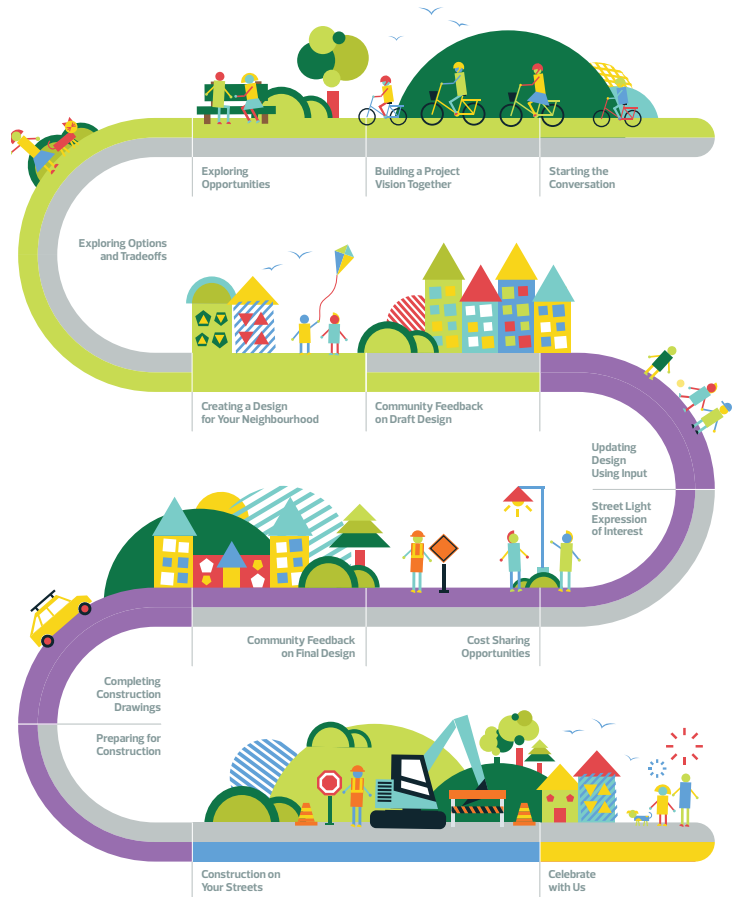 Exploring
Opportunities
Building a Project
Vision Together
Starting the
Conversation
Exploring Options
and Tradeoffs
Creating a Design
for Your Neighbourhood
Community Feedback
on Draft Design
Updating
Design
Using Input
Street Light
Expression
of Interest
Community Feedback
on Final Design
Cost Sharing
Opportunities
Completing
Construction
Drawings
Preparing for
Construction
Construction on
Your Streets
Celebrate
with Us